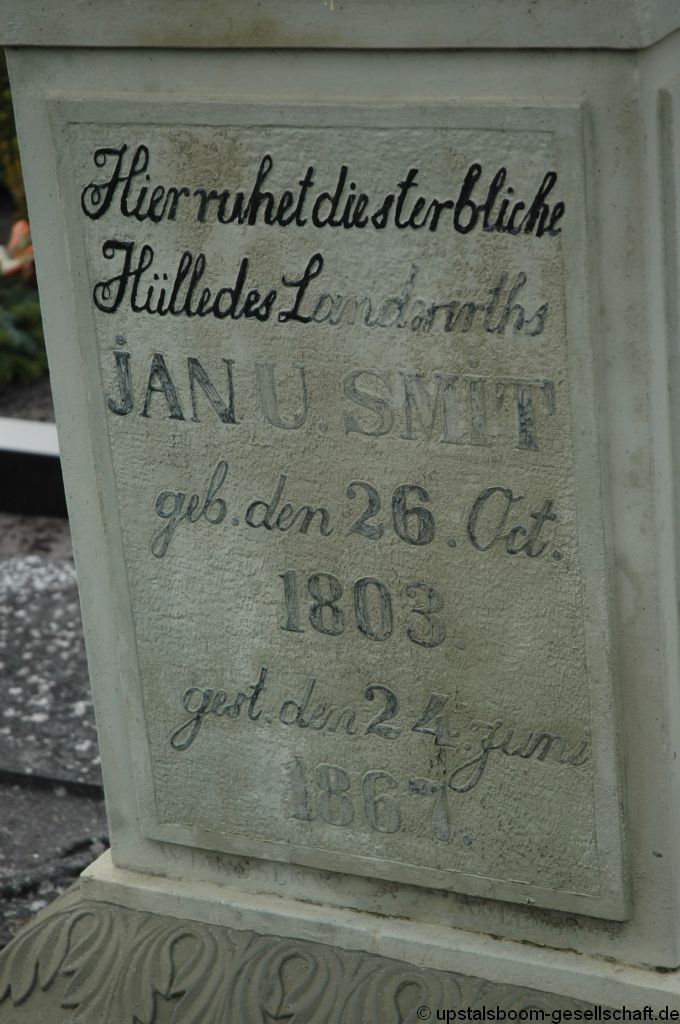 Hier ruhet die sterbliche
Hülle des Landwirths
JAN U. SMIT
geb. den 26. Oct.
1803.
gest. den 24. Juni
1867.
© upstalsboom-gesellschaft.de